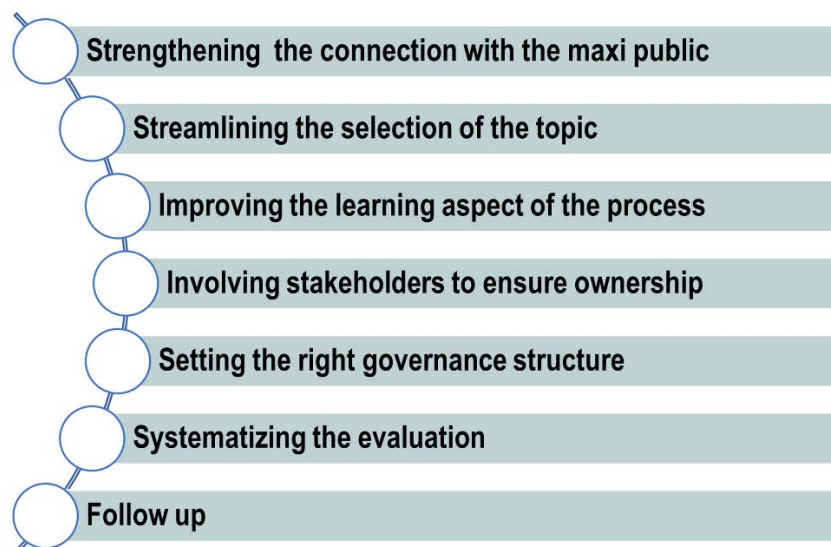 Strengthening the connection with the maxi public
Streamlining the selection of the topic
Improving the learning aspect of the process
Involving stakeholders to ensure ownership
Setting the right governance structure
Systematizing the evaluation
Follow up